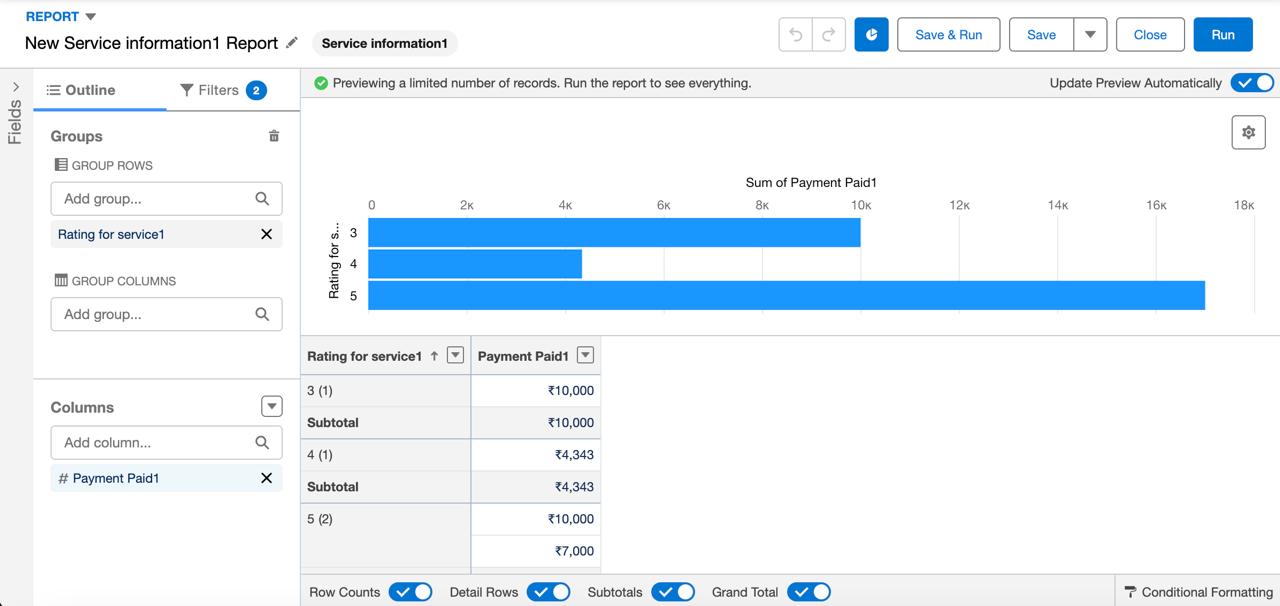 REPORT
New Service information1 Report
Service information1
Save & Run
Save
Close
Run
Fields
Outline
Filters 2
Previewing a limited number of records. Run the report to see everything.
Update Preview Automatically
Groups
GROUP ROWS
Add group...
Rating for service1
GROUP COLUMNS
Add group...
Columns
Add column...
# Payment Paid1
Sum of Payment Paid1
0 2K 4K 6K 8K 10K 12K 14K 16K 18K
Rating for s...
3
4
5
Rating for service1 ↑ Payment Paid1
3 (1) ₹10,000
Subtotal ₹10,000
4 (1) ₹4,343
Subtotal ₹4,343
5 (2) ₹10,000
₹7,000
Row Counts Detail Rows Subtotals Grand Total Conditional Formatting